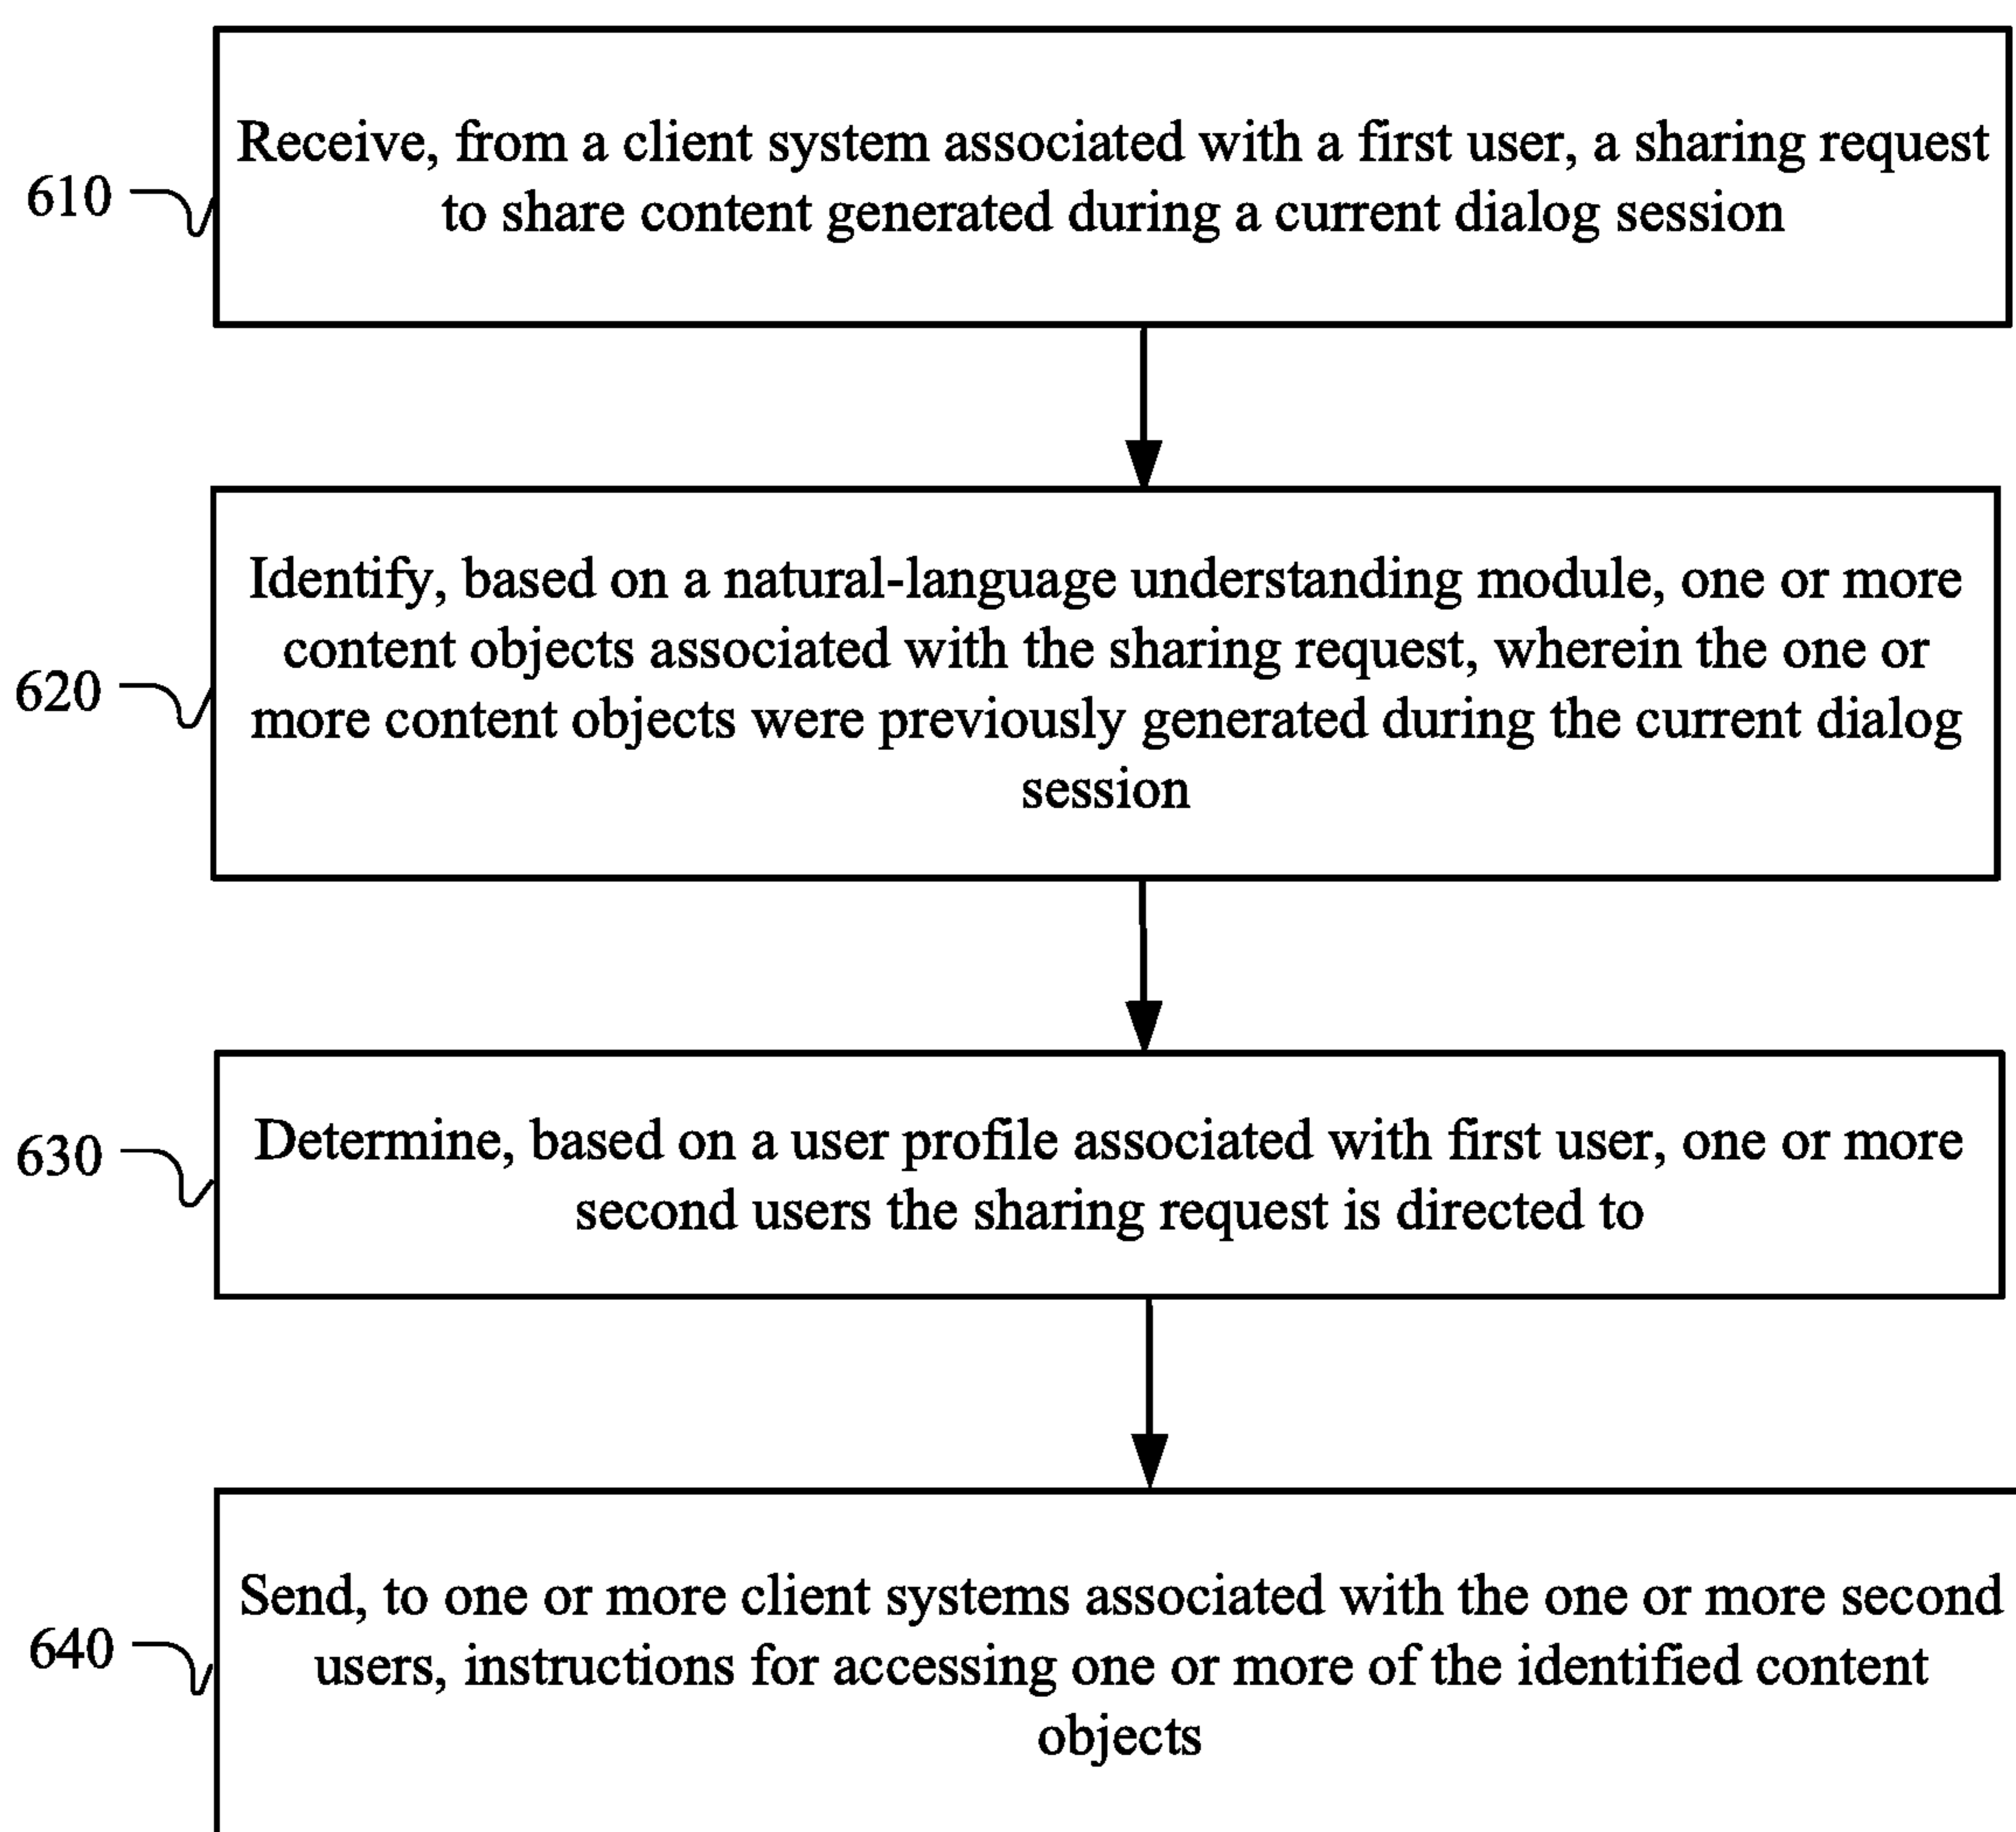 Receive, from a client system associated with a first user, a sharing request
to share content generated during a current dialog session
610
Identify, based on a natural-language understanding module, one or more
content objects associated with the sharing request, wherein the one or
more content objects were previously generated during the current dialog
session
620
Determine, based on a user profile associated with first user, one or more
second users the sharing request is directed to
630
Send, to one or more client systems associated with the one or more second
users, instructions for accessing one or more of the identified content
objects
640